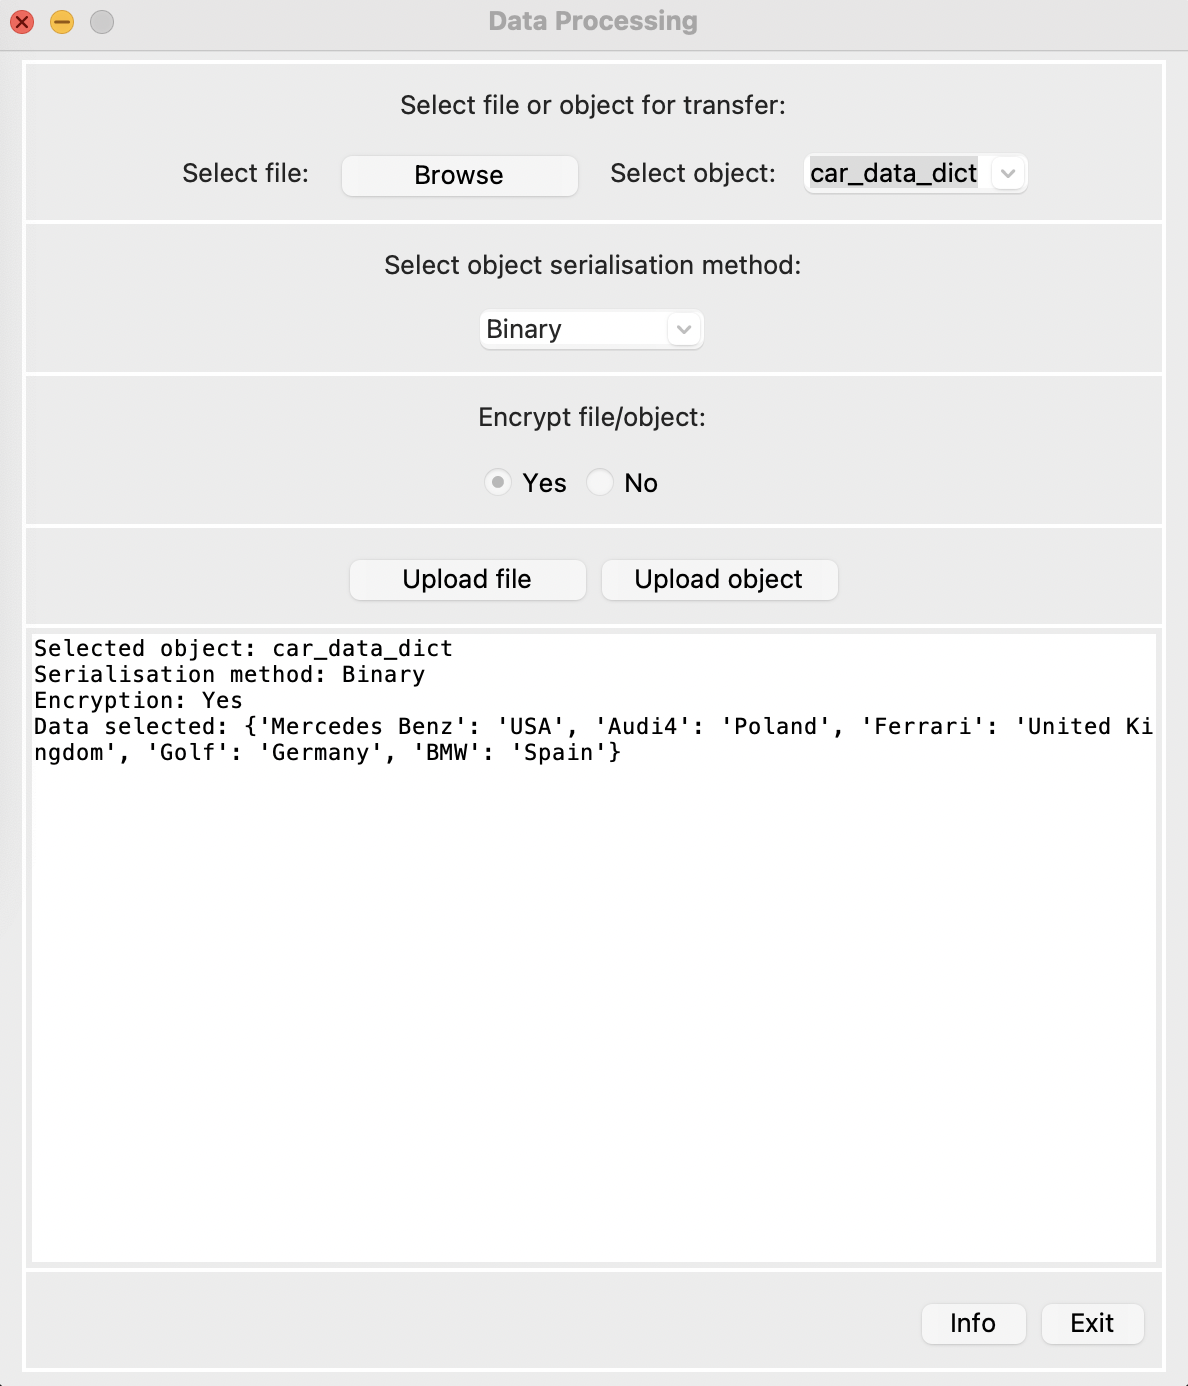 Data Processing
Select file or object for transfer:
Select file: Browse Select object: car_data_dict
Select object serialisation method:
Binary
Encrypt file/object:
Yes No
Upload file Upload object
Selected object: car_data_dict
Serialisation method: Binary
Encryption: Yes
Data selected: {'Mercedes Benz': 'USA', 'Audi4': 'Poland', 'Ferrari': 'United Ki
ngdom', 'Golf': 'Germany', 'BMW': 'Spain'}
Info Exit